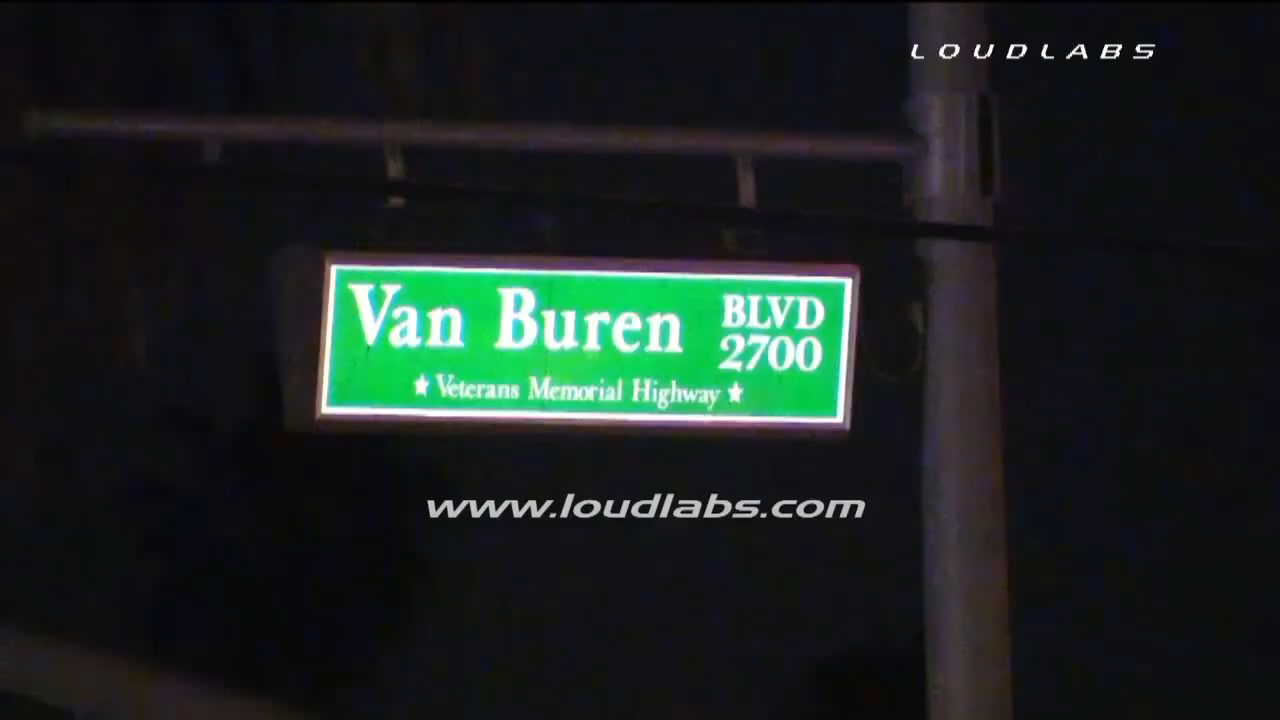 LOUDLABS
Van Buren BLVD
2700
★ Veterans Memorial Highway ★
www.loudlabs.com